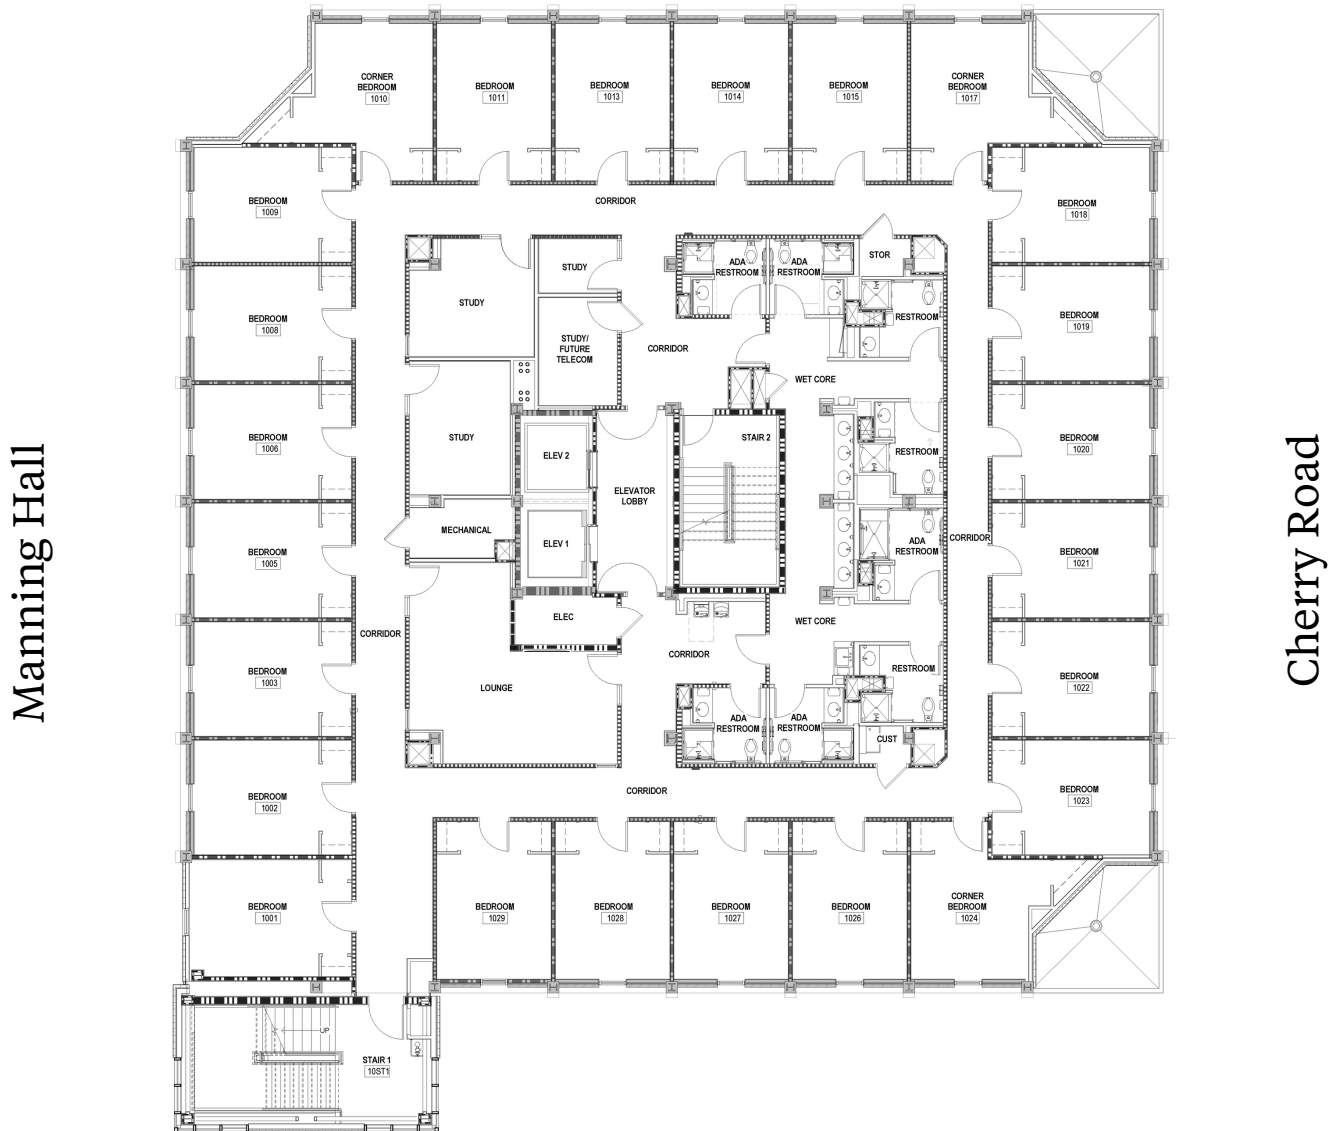 CORNER
BEDROOM
1010
BEDROOM
1011
BEDROOM
1013
BEDROOM
1014
BEDROOM
1015
CORNER
BEDROOM
1017
BEDROOM
1009
CORRIDOR
BEDROOM
1018
STUDY
ADA
RESTROOM
ADA
RESTROOM
STOR
STUDY
BEDROOM
1008
STUDY/
FUTURE
TELECOM
CORRIDOR
RESTROOM
BEDROOM
1019
WET CORE
BEDROOM
1006
STUDY
ELEV 2
STAIR 2
RESTROOM
BEDROOM
1020
ELEVATOR
LOBBY
MECHANICAL
ELEV 1
ADA
RESTROOM
CORRIDOR
BEDROOM
1005
BEDROOM
1021
Manning Hall
Cherry Road
CORRIDOR
ELEC
WET CORE
BEDROOM
1003
LOUNGE
CORRIDOR
RESTROOM
BEDROOM
1022
ADA
RESTROOM
ADA
RESTROOM
CUST
BEDROOM
1002
CORRIDOR
BEDROOM
1023
BEDROOM
1001
BEDROOM
1029
BEDROOM
1028
BEDROOM
1027
BEDROOM
1026
CORNER
BEDROOM
1024
UP
STAIR 1
10ST1